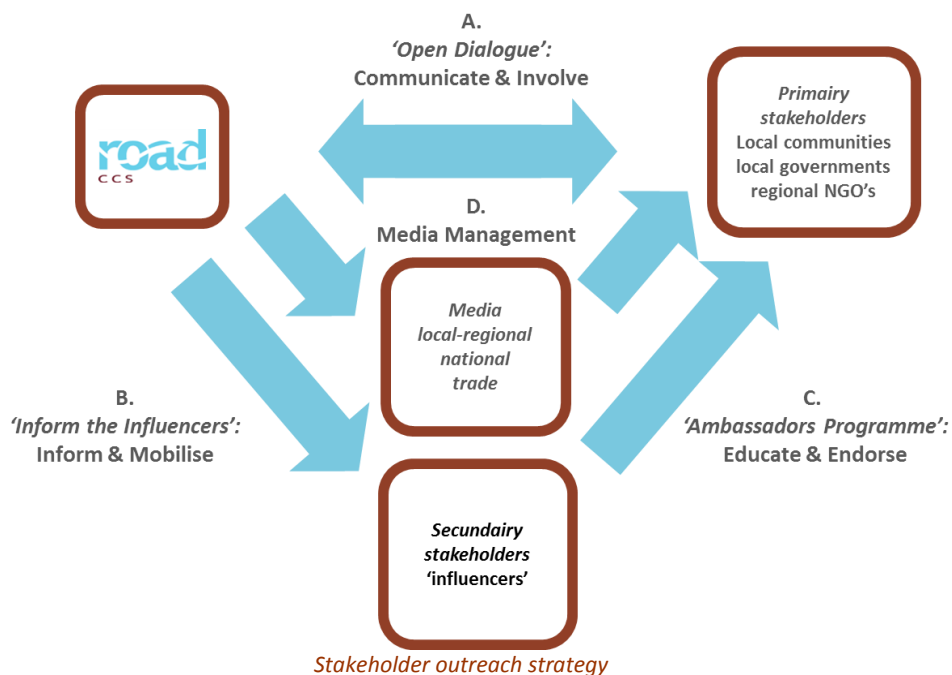 A.
‘Open Dialogue’:
Communicate & Involve
road
CCS
Primairy
stakeholders
Local communities
local governments
regional NGO’s
D.
Media Management
Media
local-regional
national
trade
B.
‘Inform the Influencers’:
Inform & Mobilise
C.
‘Ambassadors Programme’:
Educate & Endorse
Secundairy
stakeholders
‘influencers’
Stakeholder outreach strategy